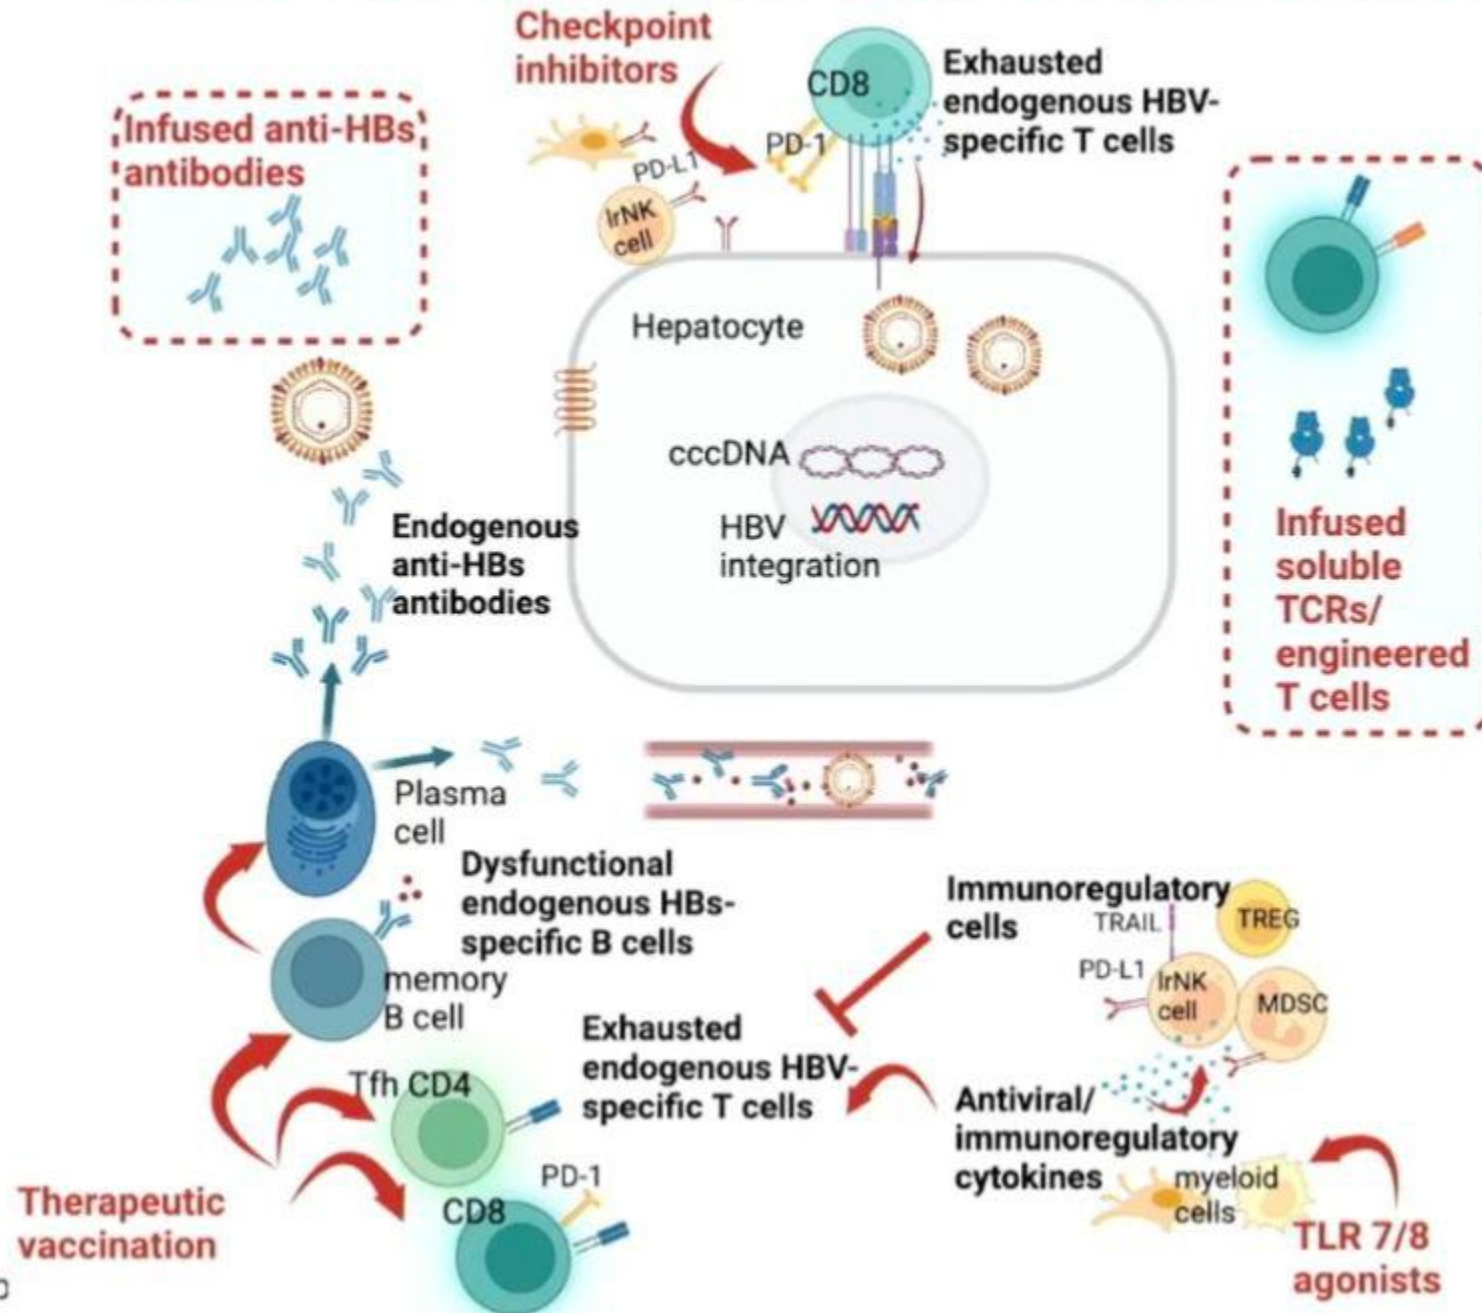 Checkpoint
inhibitors
CD8
Exhausted
endogenous HBV-
specific T cells
Infused anti-HBs
antibodies
PD-1
PD-L1
IrNK
cell
Hepatocyte
cccDNA
HBV
integration
Endogenous
anti-HBs
antibodies
Infused
soluble
TCRs/
engineered
T cells
Plasma
cell
Dysfunctional
endogenous HBs-
specific B cells
memory
B cell
Immunoregulatory
cells
TRAIL
TREG
PD-L1
IrNK
cell
MDSC
Exhausted
endogenous HBV-
specific T cells
Tfh CD4
Antiviral/
immunoregulatory
cytokines
myeloid
cells
PD-1
CD8
Therapeutic
vaccination
TLR 7/8
agonists